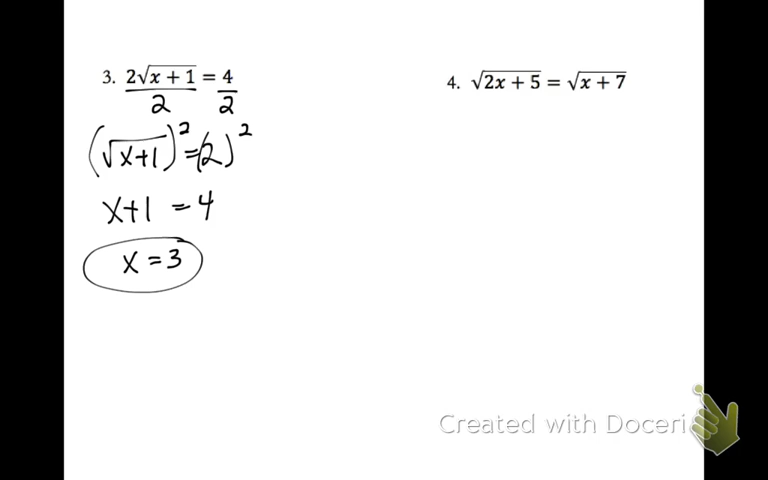 3. 2√x + 1 = 4
2 2
(√x+1)² = (2)²
x+1 = 4
x = 3
4. √2x + 5 = √x + 7
Created with Doceri